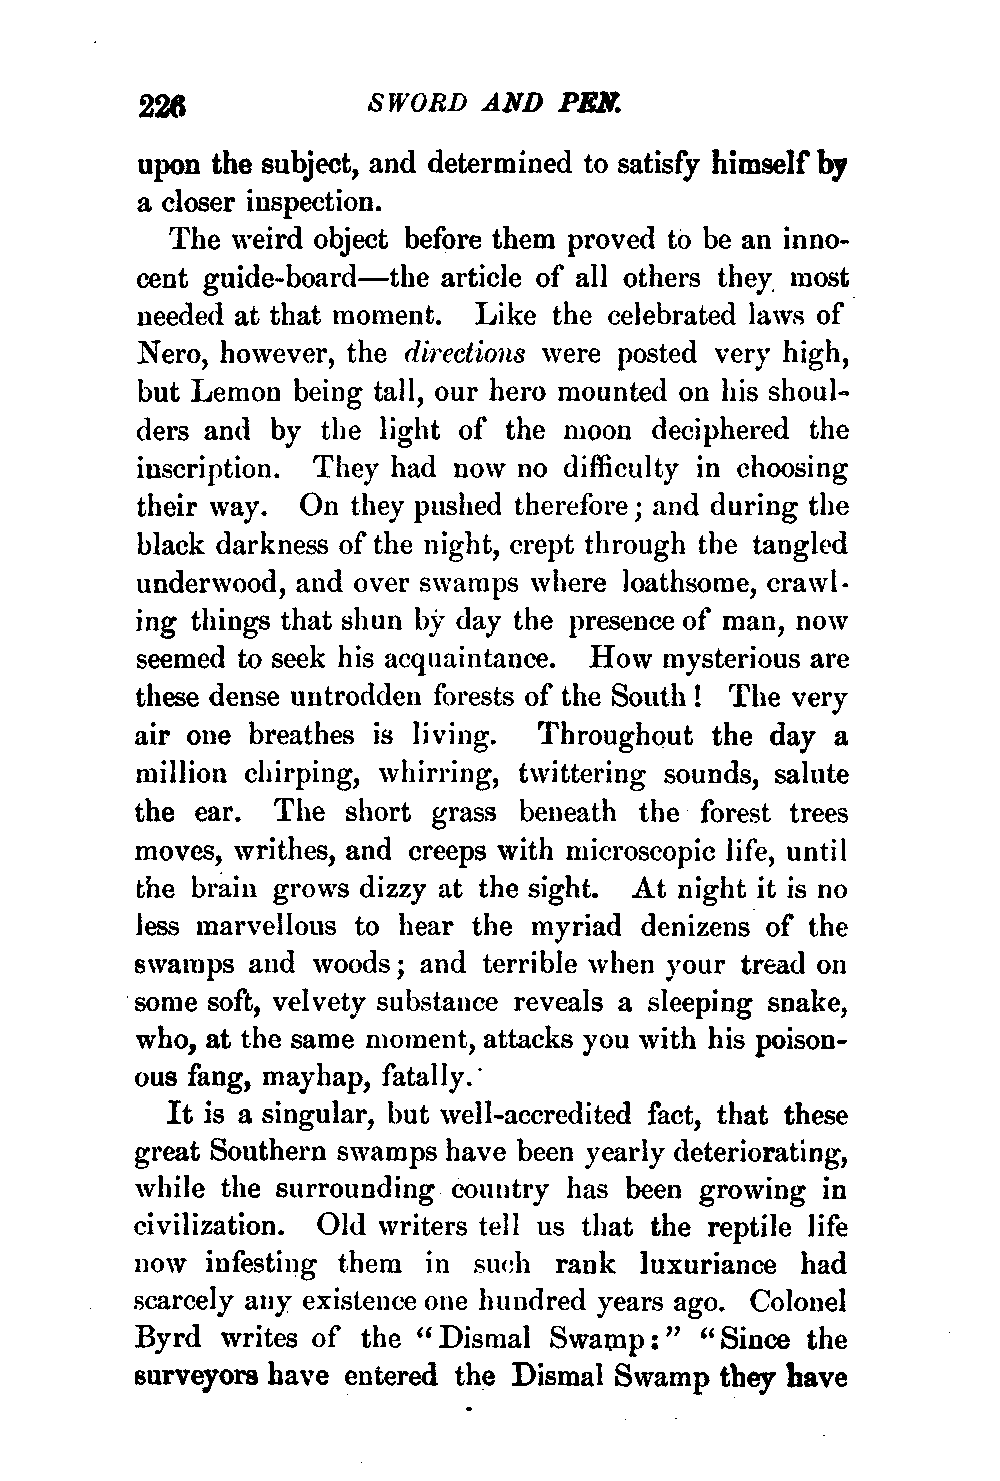 226 SWORD AND PEN.
upon the subject, and determined to satisfy himself by
a closer inspection.
The weird object before them proved to be an inno-
cent guide-board—the article of all others they most
needed at that moment. Like the celebrated laws of
Nero, however, the directions were posted very high,
but Lemon being tall, our hero mounted on his shoul-
ders and by the light of the moon deciphered the
inscription. They had now no difficulty in choosing
their way. On they pushed therefore; and during the
black darkness of the night, crept through the tangled
underwood, and over swamps where loathsome, crawl-
ing things that shun by day the presence of man, now
seemed to seek his acquaintance. How mysterious are
these dense untrodden forests of the South! The very
air one breathes is living. Throughout the day a
million chirping, whirring, twittering sounds, salute
the ear. The short grass beneath the forest trees
moves, writhes, and creeps with microscopic life, until
the brain grows dizzy at the sight. At night it is no
less marvellous to hear the myriad denizens of the
swamps and woods; and terrible when your tread on
some soft, velvety substance reveals a sleeping snake,
who, at the same moment, attacks you with his poison-
ous fang, mayhap, fatally.
It is a singular, but well-accredited fact, that these
great Southern swamps have been yearly deteriorating,
while the surrounding country has been growing in
civilization. Old writers tell us that the reptile life
now infesting them in such rank luxuriance had
scarcely any existence one hundred years ago. Colonel
Byrd writes of the “Dismal Swamp:” “Since the
surveyors have entered the Dismal Swamp they have